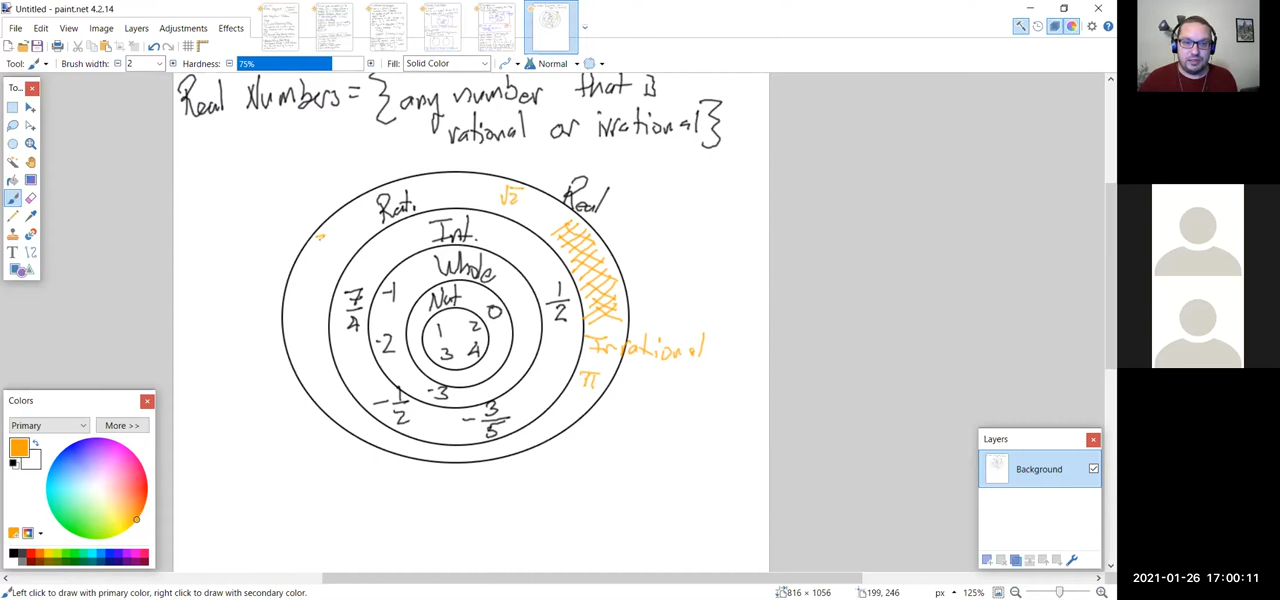 Untitled - paint.net 4.2.14
File Edit View Image Layers Adjustments Effects
Tool: Brush width: 2 Hardness: 75% Fill: Solid Color Normal
To...
Real Numbers = { any number that is
rational or irrational }
√2 Real
Rat.
Int.
Whole
Nat 0
7/4 -1 1 2 1/2
-2 3 4
Irrational
π
-1/2 -3 -3/5
Colors
Primary More >>
Layers
Background
2021-01-26 17:00:11
Left click to draw with primary color, right click to draw with secondary color. 816 x 1056 199, 246 px 125%